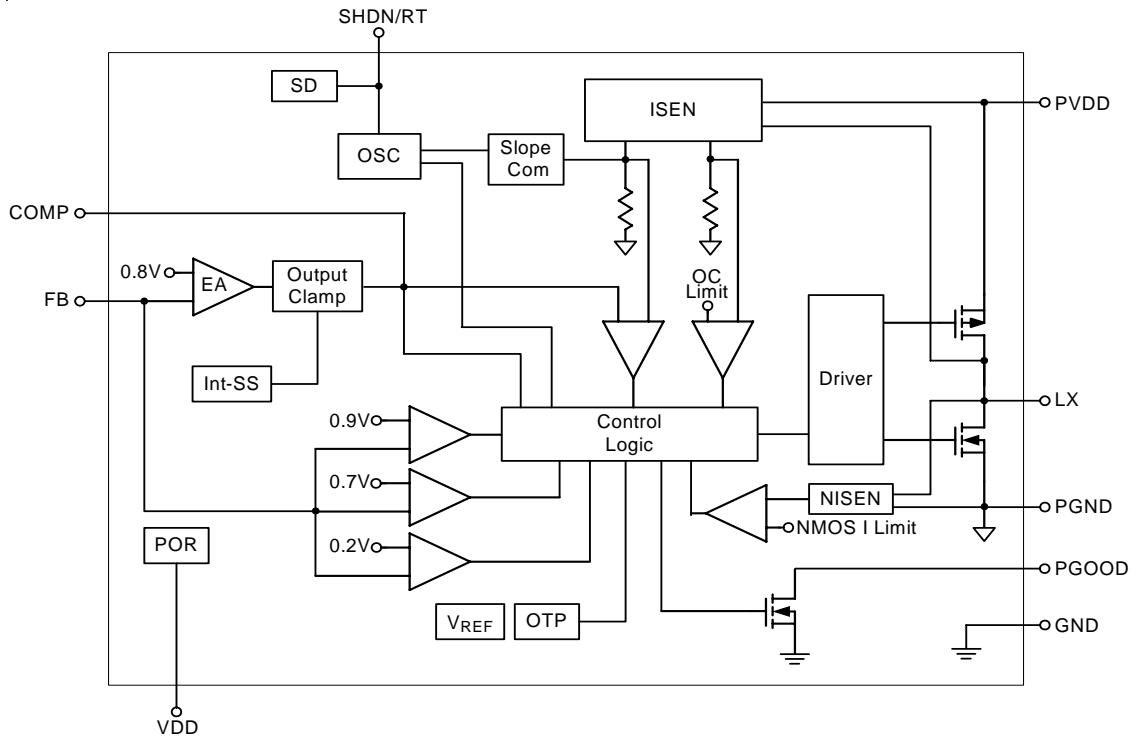 SHDN/RT
SD
ISEN
PVDD
OSC
Slope
Com
COMP
0.8V
EA
Output
Clamp
OC
Limit
FB
Int-SS
Driver
LX
0.9V
Control
Logic
0.7V
NISEN
PGND
NMOS I Limit
POR
0.2V
PGOOD
VREF
OTP
GND
VDD